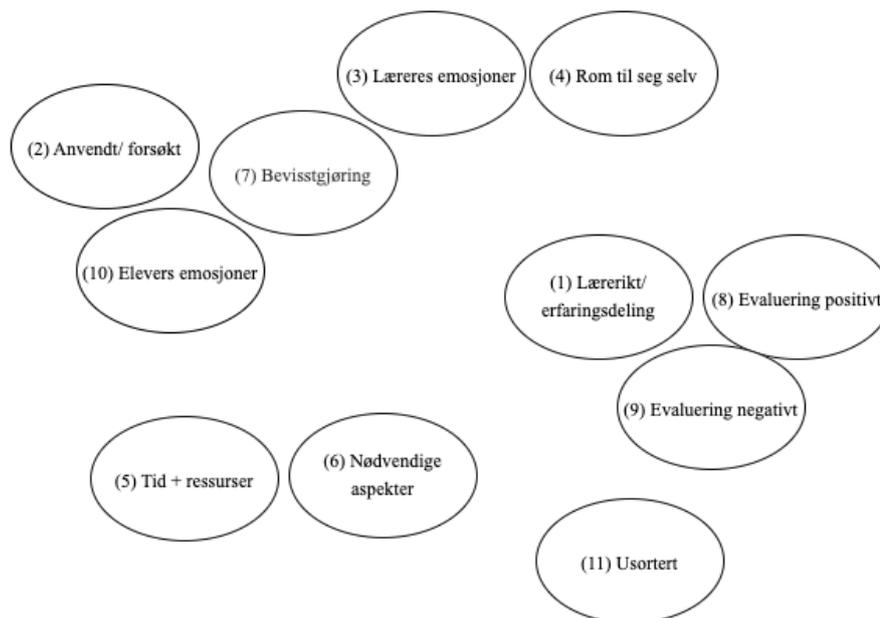 (3) Læreres emosjoner
(4) Rom til seg selv
(2) Anvendt/ forsøkt
(7) Bevisstgjøring
(10) Elevers emosjoner
(1) Lærerikt/
erfaringsdeling
(8) Evaluering positivt
(9) Evaluering negativt
(5) Tid + ressurser
(6) Nødvendige
aspekter
(11) Usortert